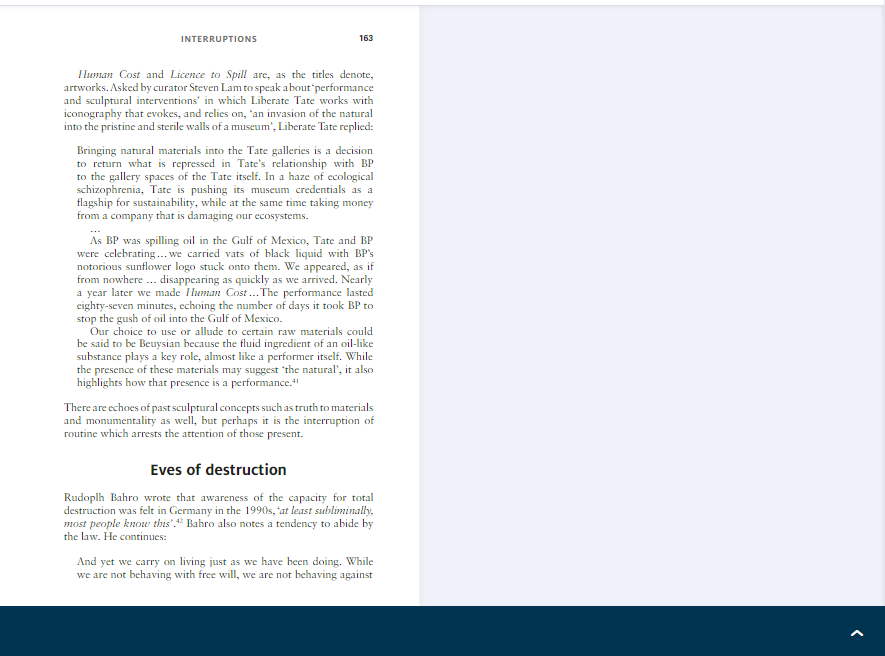 INTERRUPTIONS 163
Human Cost and Licence to Spill are, as the titles denote,
artworks. Asked by curator Steven Lam to speak about ‘performance
and sculptural interventions’ in which Liberate Tate works with
iconography that evokes, and relies on, ‘an invasion of the natural
into the pristine and sterile walls of a museum’, Liberate Tate replied:
Bringing natural materials into the Tate galleries is a decision
to return what is repressed in Tate’s relationship with BP
to the gallery spaces of the Tate itself. In a haze of ecological
schizophrenia, Tate is pushing its museum credentials as a
flagship for sustainability, while at the same time taking money
from a company that is damaging our ecosystems.
...
As BP was spilling oil in the Gulf of Mexico, Tate and BP
were celebrating ... we carried vats of black liquid with BP’s
notorious sunflower logo stuck onto them. We appeared, as if
from nowhere ... disappearing as quickly as we arrived. Nearly
a year later we made Human Cost ... The performance lasted
eighty-seven minutes, echoing the number of days it took BP to
stop the gush of oil into the Gulf of Mexico.
Our choice to use or allude to certain raw materials could
be said to be Beuysian because the fluid ingredient of an oil-like
substance plays a key role, almost like a performer itself. While
the presence of these materials may suggest ‘the natural’, it also
highlights how that presence is a performance.⁴¹
There are echoes of past sculptural concepts such as truth to materials
and monumentality as well, but perhaps it is the interruption of
routine which arrests the attention of those present.
Eves of destruction
Rudoplh Bahro wrote that awareness of the capacity for total
destruction was felt in Germany in the 1990s, ‘at least subliminally,
most people know this’.⁴² Bahro also notes a tendency to abide by
the law. He continues:
And yet we carry on living just as we have been doing. While
we are not behaving with free will, we are not behaving against